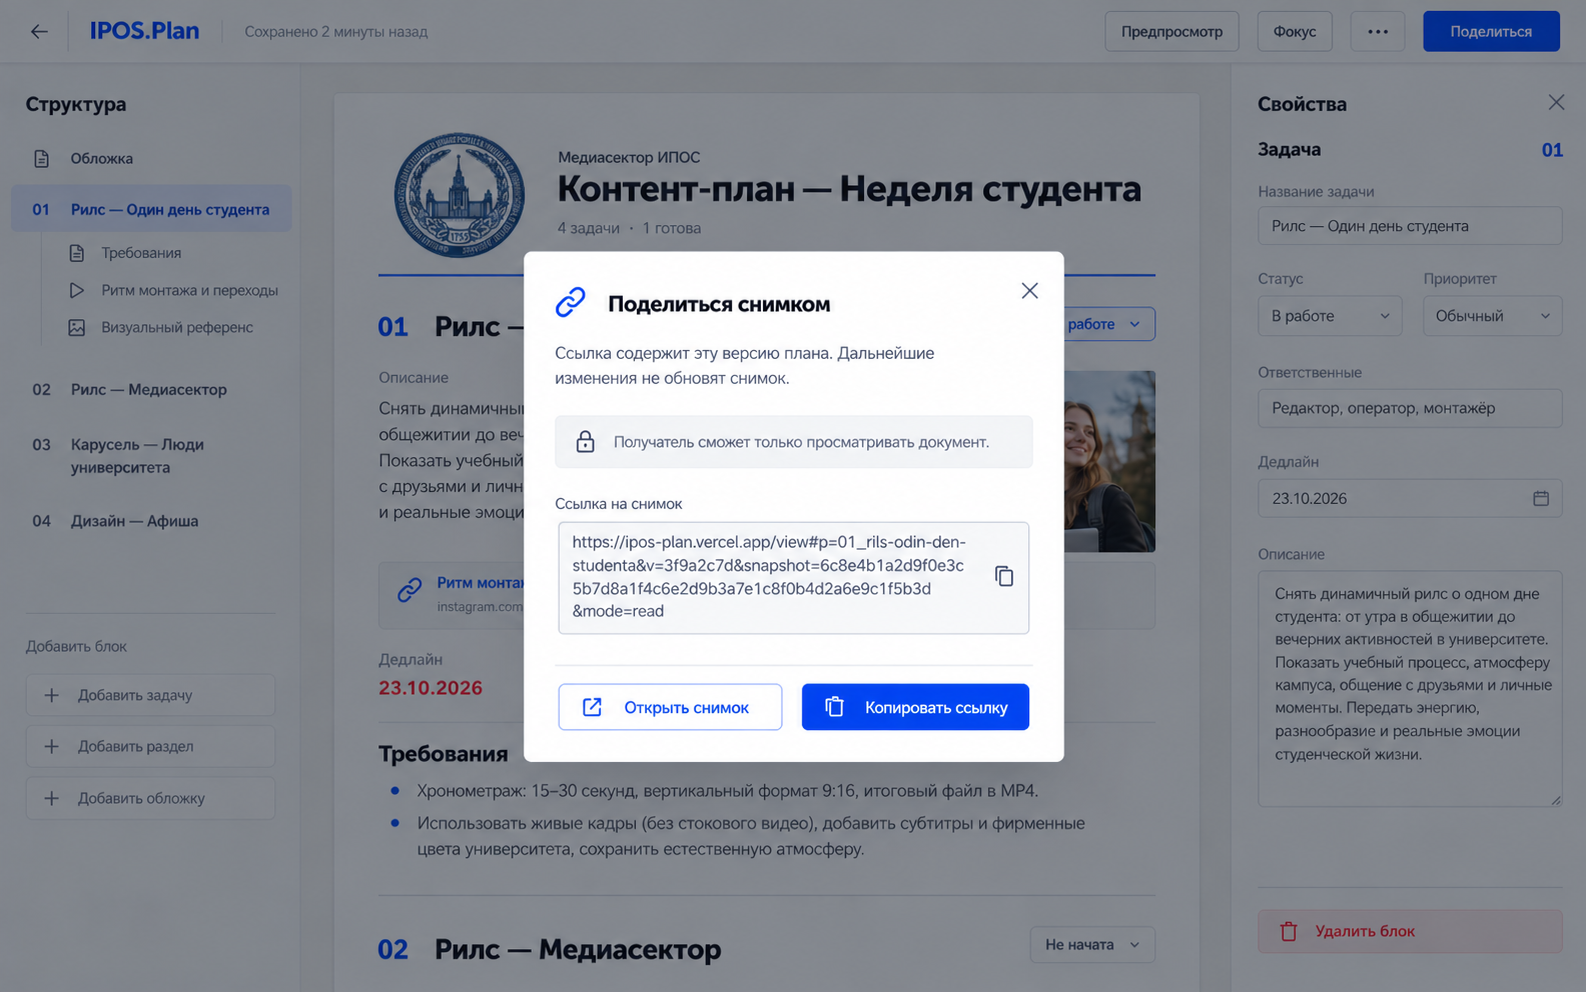 IPOS.Plan
Сохранено 2 минуты назад
Предпросмотр
Фокус
Поделиться
Структура
Обложка
01 Рилс — Один день студента
Требования
Ритм монтажа и переходы
Визуальный референс
02 Рилс — Медиасектор
03 Карусель — Люди
университета
04 Дизайн — Афиша
Добавить блок
Добавить задачу
Добавить раздел
Добавить обложку
1755
Медиасектор ИПОС
Контент-план — Неделя студента
4 задачи · 1 готова
01 Рилс —
работе
Описание
Снять динамичны
общежитии до веч
Показать учебный
с друзьями и личн
и реальные эмоци
Ритм монта
instagram.com
Дедлайн
23.10.2026
Требования
Хронометраж: 15–30 секунд, вертикальный формат 9:16, итоговый файл в MP4.
Использовать живые кадры (без стокового видео), добавить субтитры и фирменные
цвета университета, сохранить естественную атмосферу.
02 Рилс — Медиасектор
Не начата
Поделиться снимком
Ссылка содержит эту версию плана. Дальнейшие
изменения не обновят снимок.
Получатель сможет только просматривать документ.
Ссылка на снимок
https://ipos-plan.vercel.app/view#p=01_rils-odin-den-
studenta&v=3f9a2c7d&snapshot=6c8e4b1a2d9f0e3c
5b7d8a1f4c6e2d9b3a7e1c8f0b4d2a6e9c1f5b3d
&mode=read
Открыть снимок
Копировать ссылку
Свойства
Задача 01
Название задачи
Рилс — Один день студента
Статус
Приоритет
В работе
Обычный
Ответственные
Редактор, оператор, монтажёр
Дедлайн
23.10.2026
Описание
Снять динамичный рилс о одном дне
студента: от утра в общежитии до
вечерних активностей в университете.
Показать учебный процесс, атмосферу
кампуса, общение с друзьями и личные
моменты. Передать энергию,
разнообразие и реальные эмоции
студенческой жизни.
Удалить блок